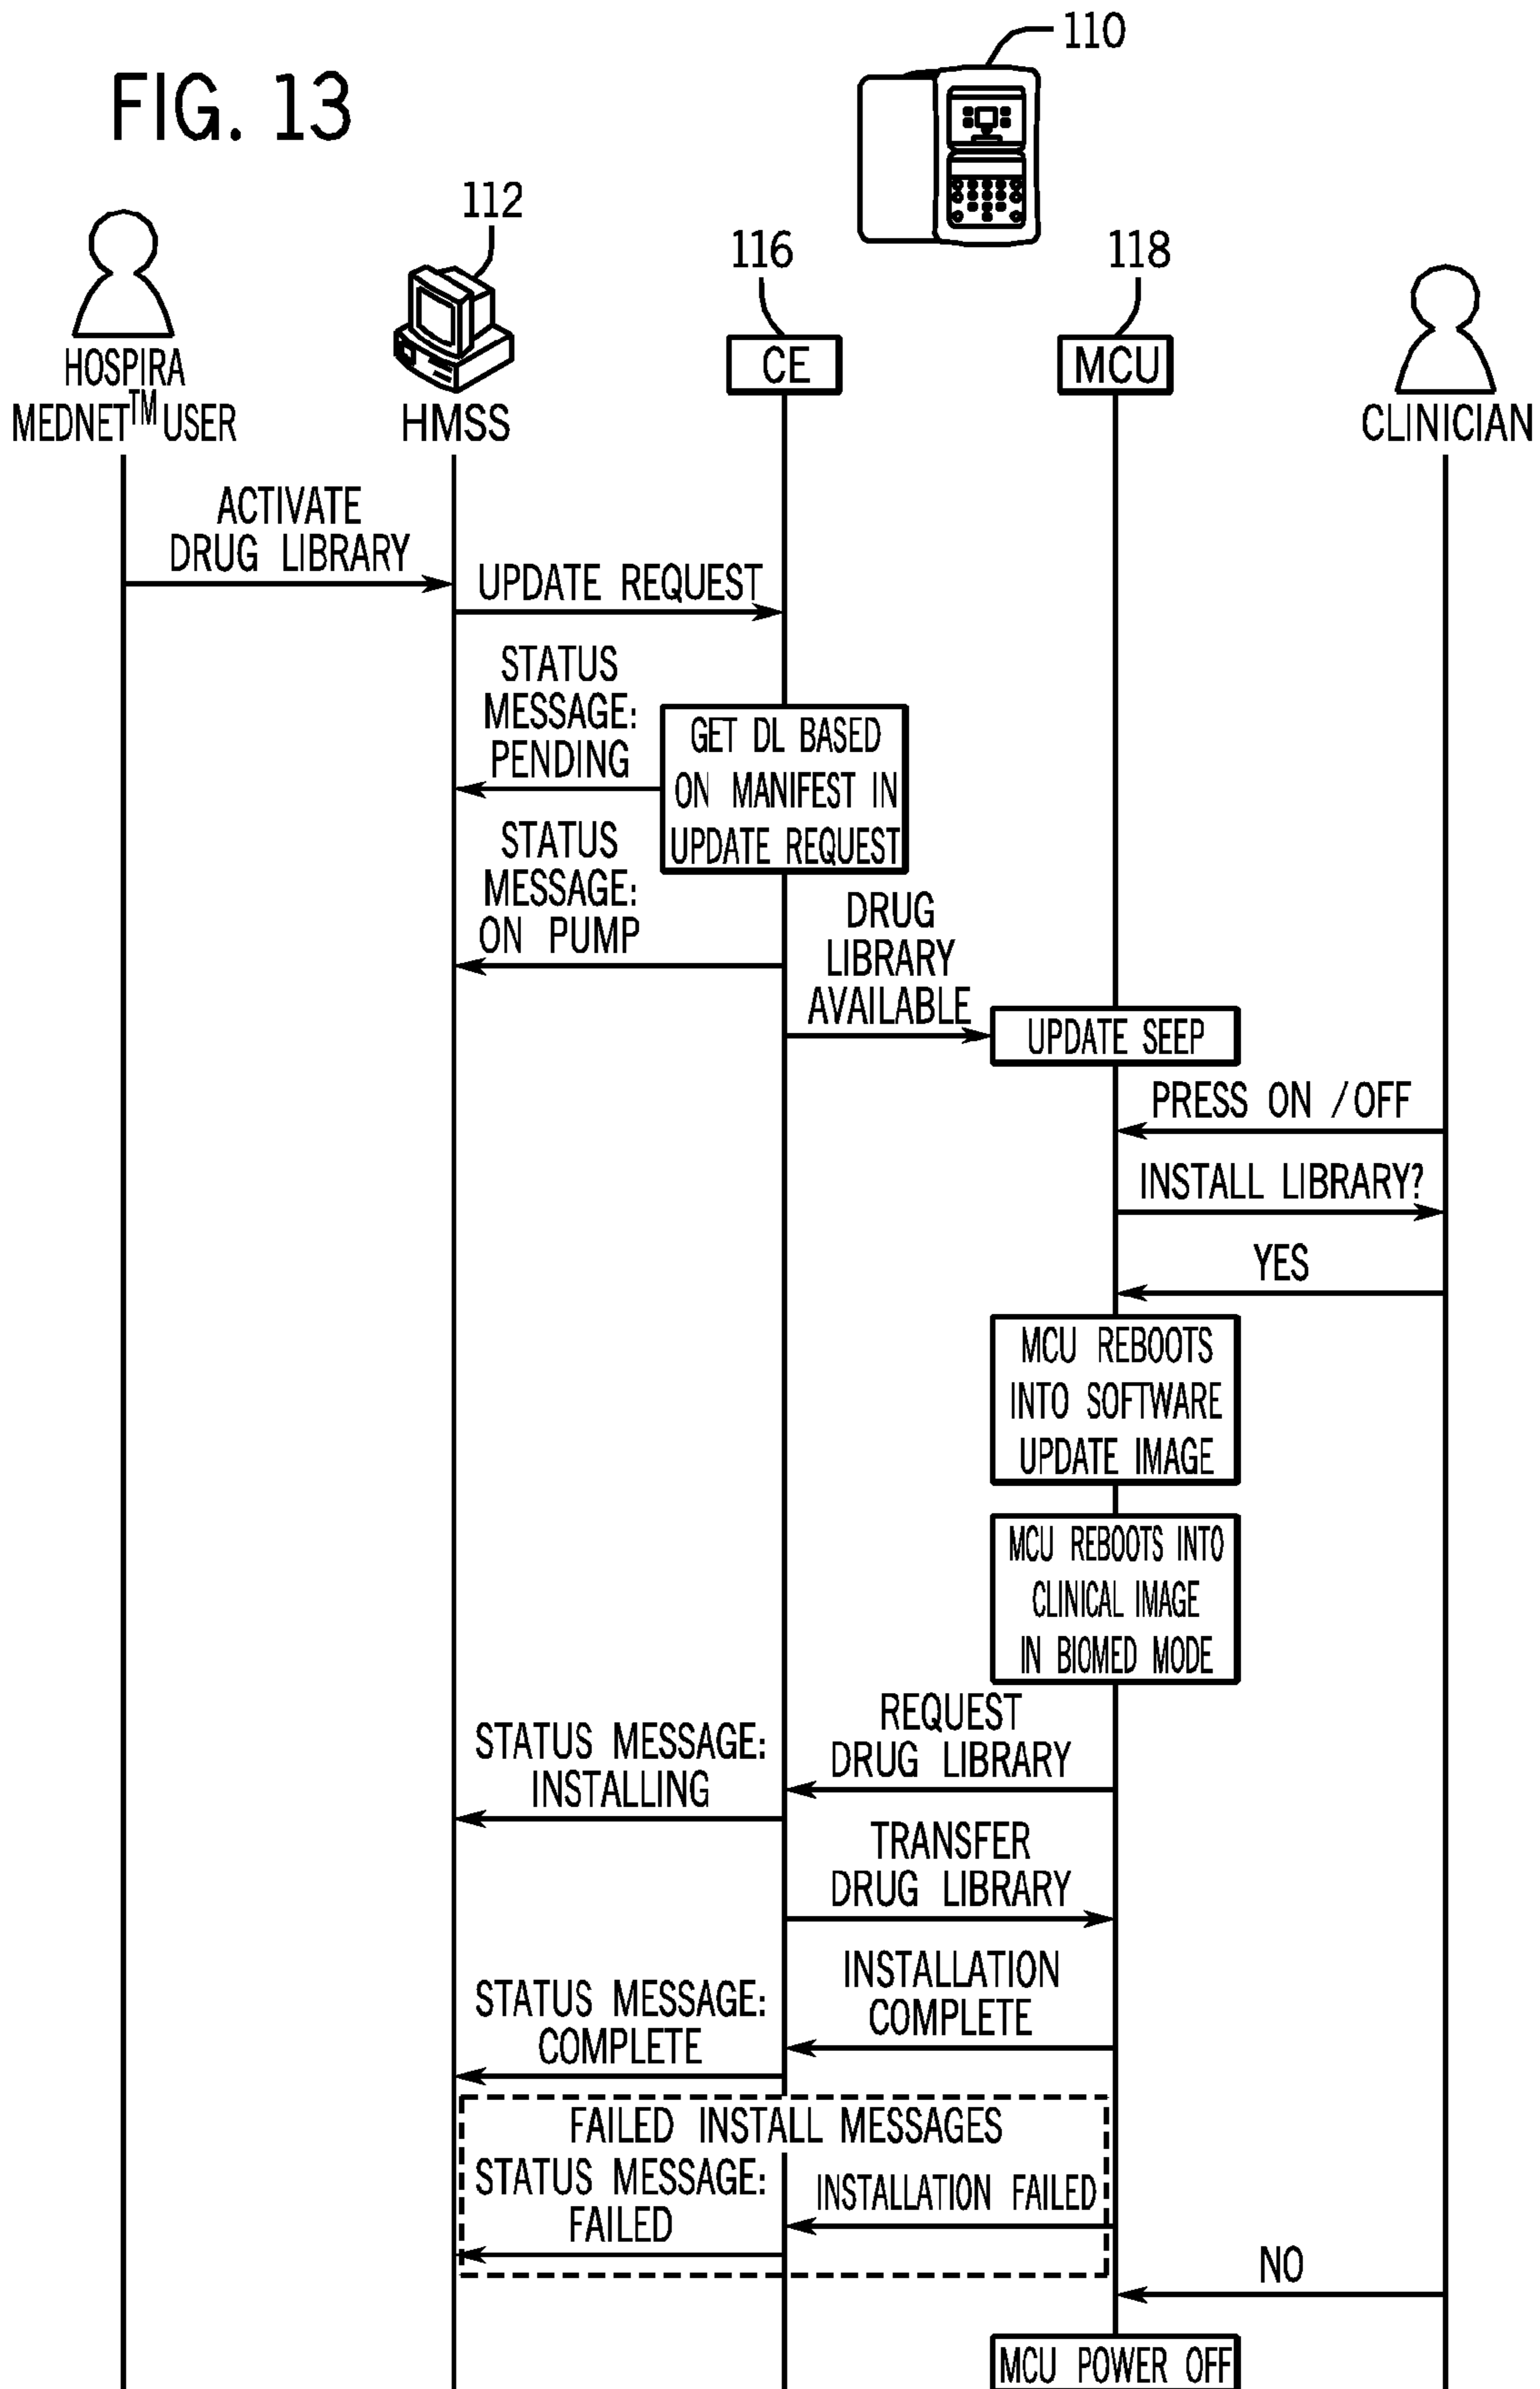 FIG. 13
110
112
116
118
HOSPIRA
MEDNET™ USER
HMSS
CE
MCU
CLINICIAN
ACTIVATE
DRUG LIBRARY
UPDATE REQUEST
STATUS
MESSAGE:
PENDING
GET DL BASED
ON MANIFEST IN
UPDATE REQUEST
STATUS
MESSAGE:
ON PUMP
DRUG
LIBRARY
AVAILABLE
UPDATE SEEP
PRESS ON /OFF
INSTALL LIBRARY?
YES
MCU REBOOTS
INTO SOFTWARE
UPDATE IMAGE
MCU REBOOTS INTO
CLINICAL IMAGE
IN BIOMED MODE
REQUEST
DRUG LIBRARY
STATUS MESSAGE:
INSTALLING
TRANSFER
DRUG LIBRARY
INSTALLATION
COMPLETE
STATUS MESSAGE:
COMPLETE
FAILED INSTALL MESSAGES
INSTALLATION FAILED
STATUS MESSAGE:
FAILED
NO
MCU POWER OFF